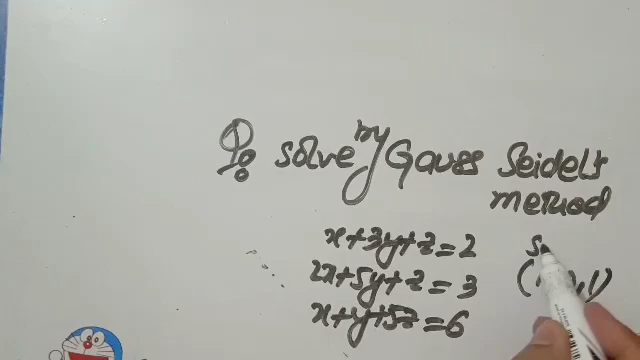 Q: solve by Gauss Seidel's
method
x+3y+z=2
2x+5y+z=3
x+y+5z=6